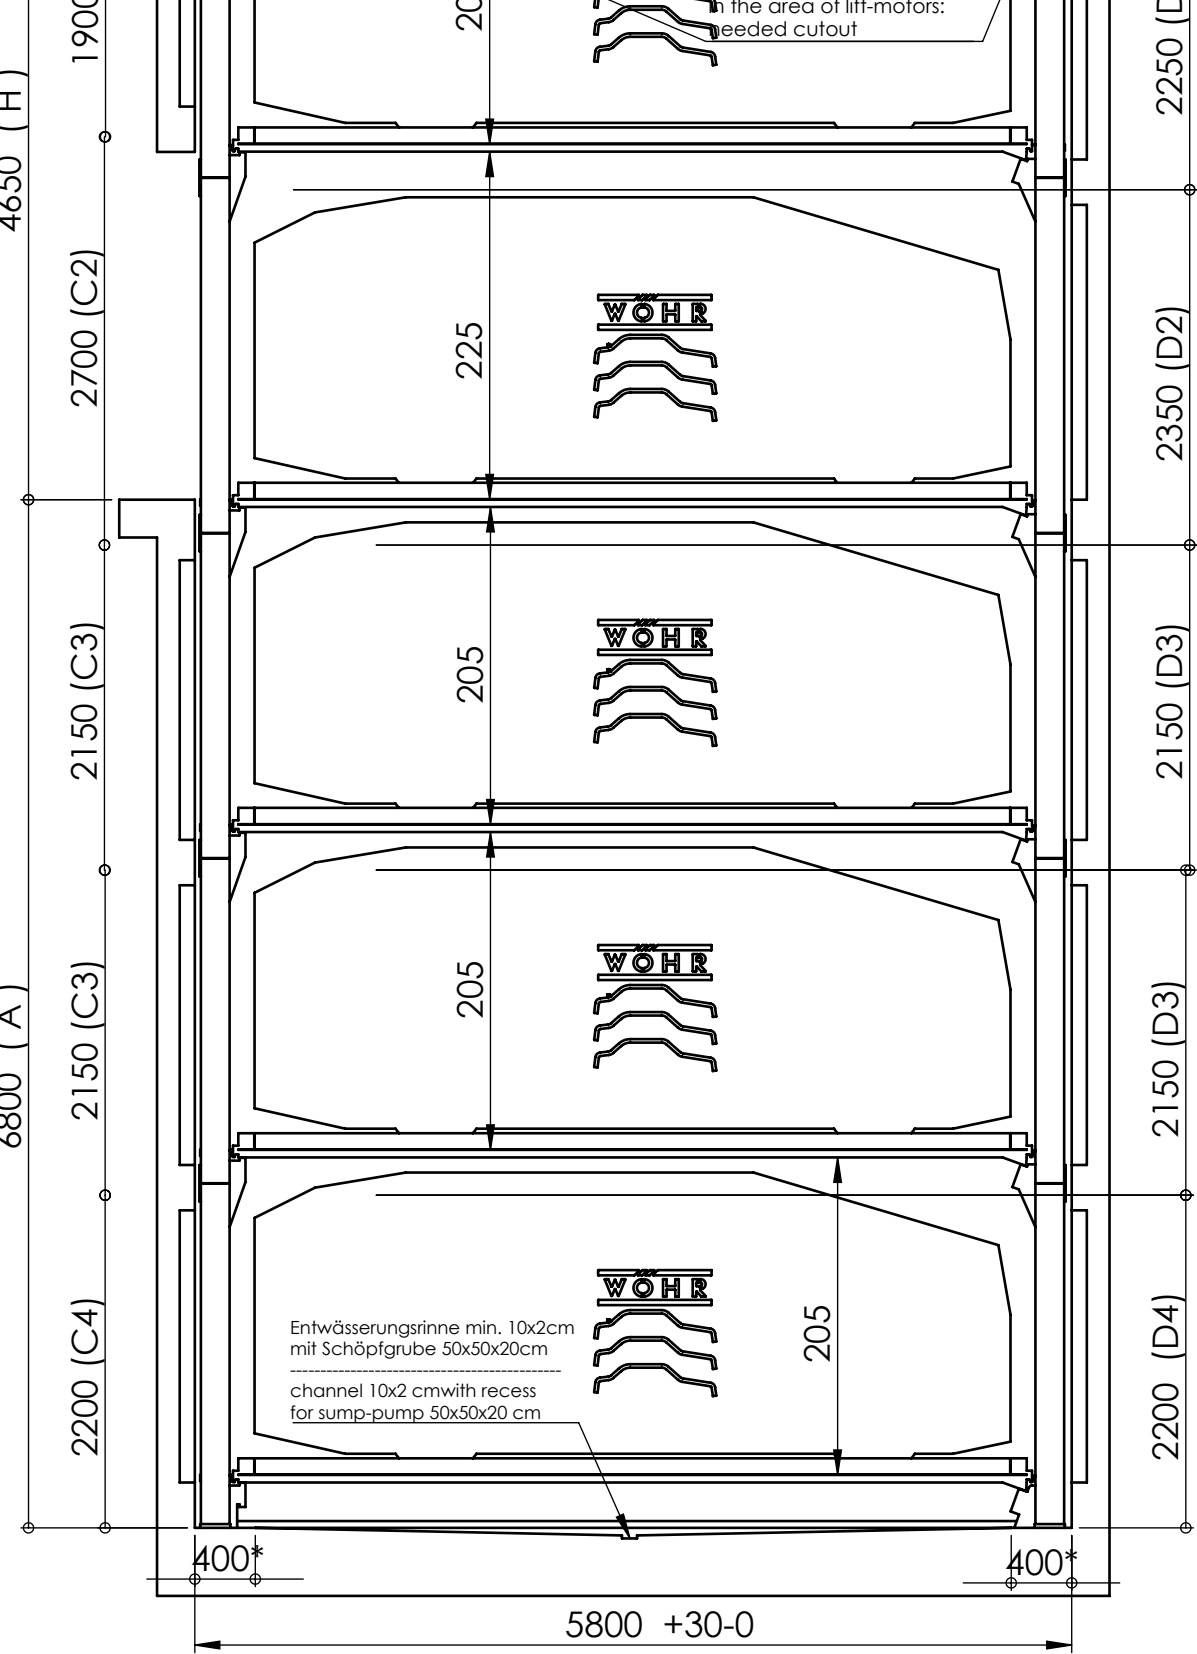 1900
20
n the area of lift-motors:
needed cutout
2250 (D
4650 ( H )
2700 (C2)
225
WÖHR
2350 (D2)
2150 (C3)
205
WÖHR
2150 (D3)
6800 ( A )
2150 (C3)
205
WÖHR
2150 (D3)
2200 (C4)
WÖHR
205
2200 (D4)
Entwässerungsrinne min. 10x2cm
mit Schöpfgrube 50x50x20cm
channel 10x2 cmwith recess
for sump-pump 50x50x20 cm
400*
400*
5800 +30-0